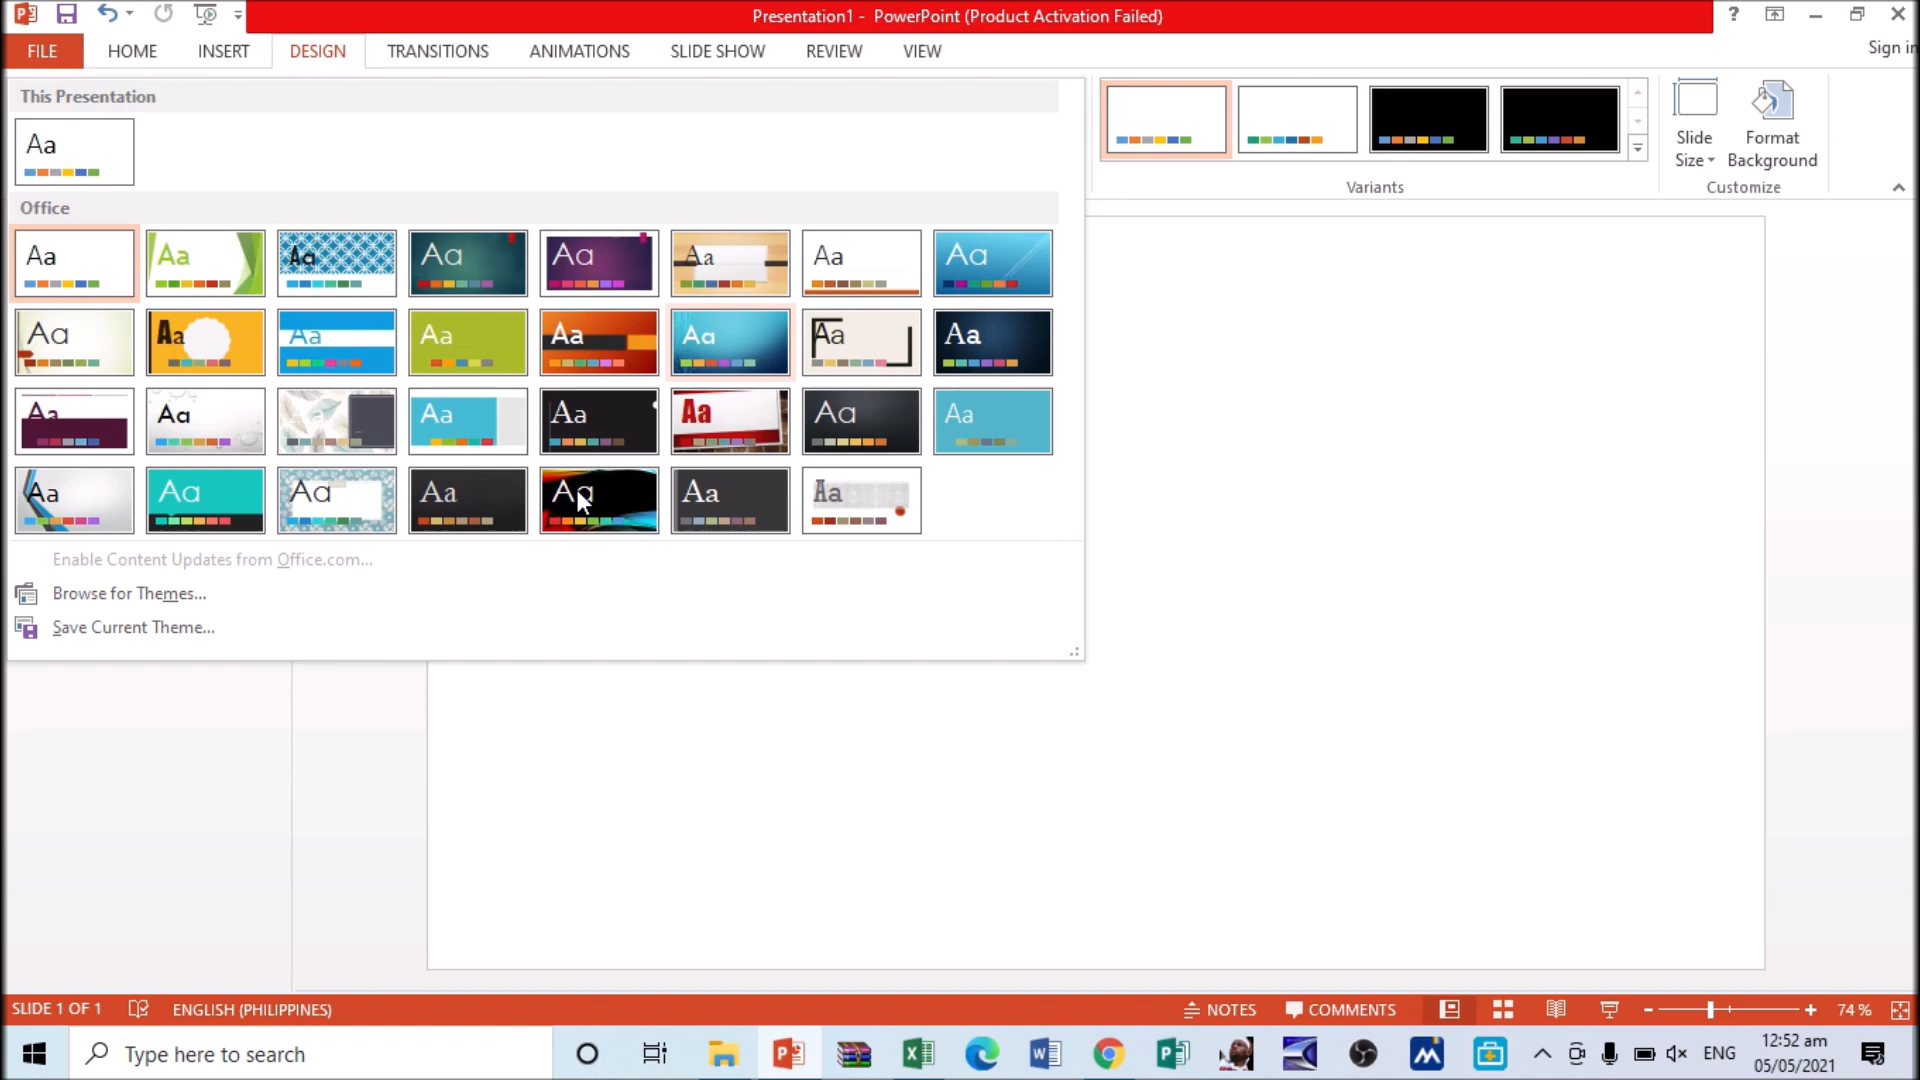 Presentation1 - PowerPoint (Product Activation Failed)
?
Sign in
FILE HOME INSERT DESIGN TRANSITIONS ANIMATIONS SLIDE SHOW REVIEW VIEW
This Presentation
Aa
Office
Aa Aa Aa Aa Aa Aa Aa Aa
Aa Aa Aa Aa Aa Aa Aa Aa
Aa Aa Aa Aa Aa Aa Aa
Aa Aa Aa Aa Aa Aa Aa
Enable Content Updates from Office.com...
Browse for Themes...
Save Current Theme...
Variants
Slide
Size
Format
Background
Customize
SLIDE 1 OF 1 ENGLISH (PHILIPPINES) NOTES COMMENTS 74 %
Type here to search
ENG
12:52 am
05/05/2021